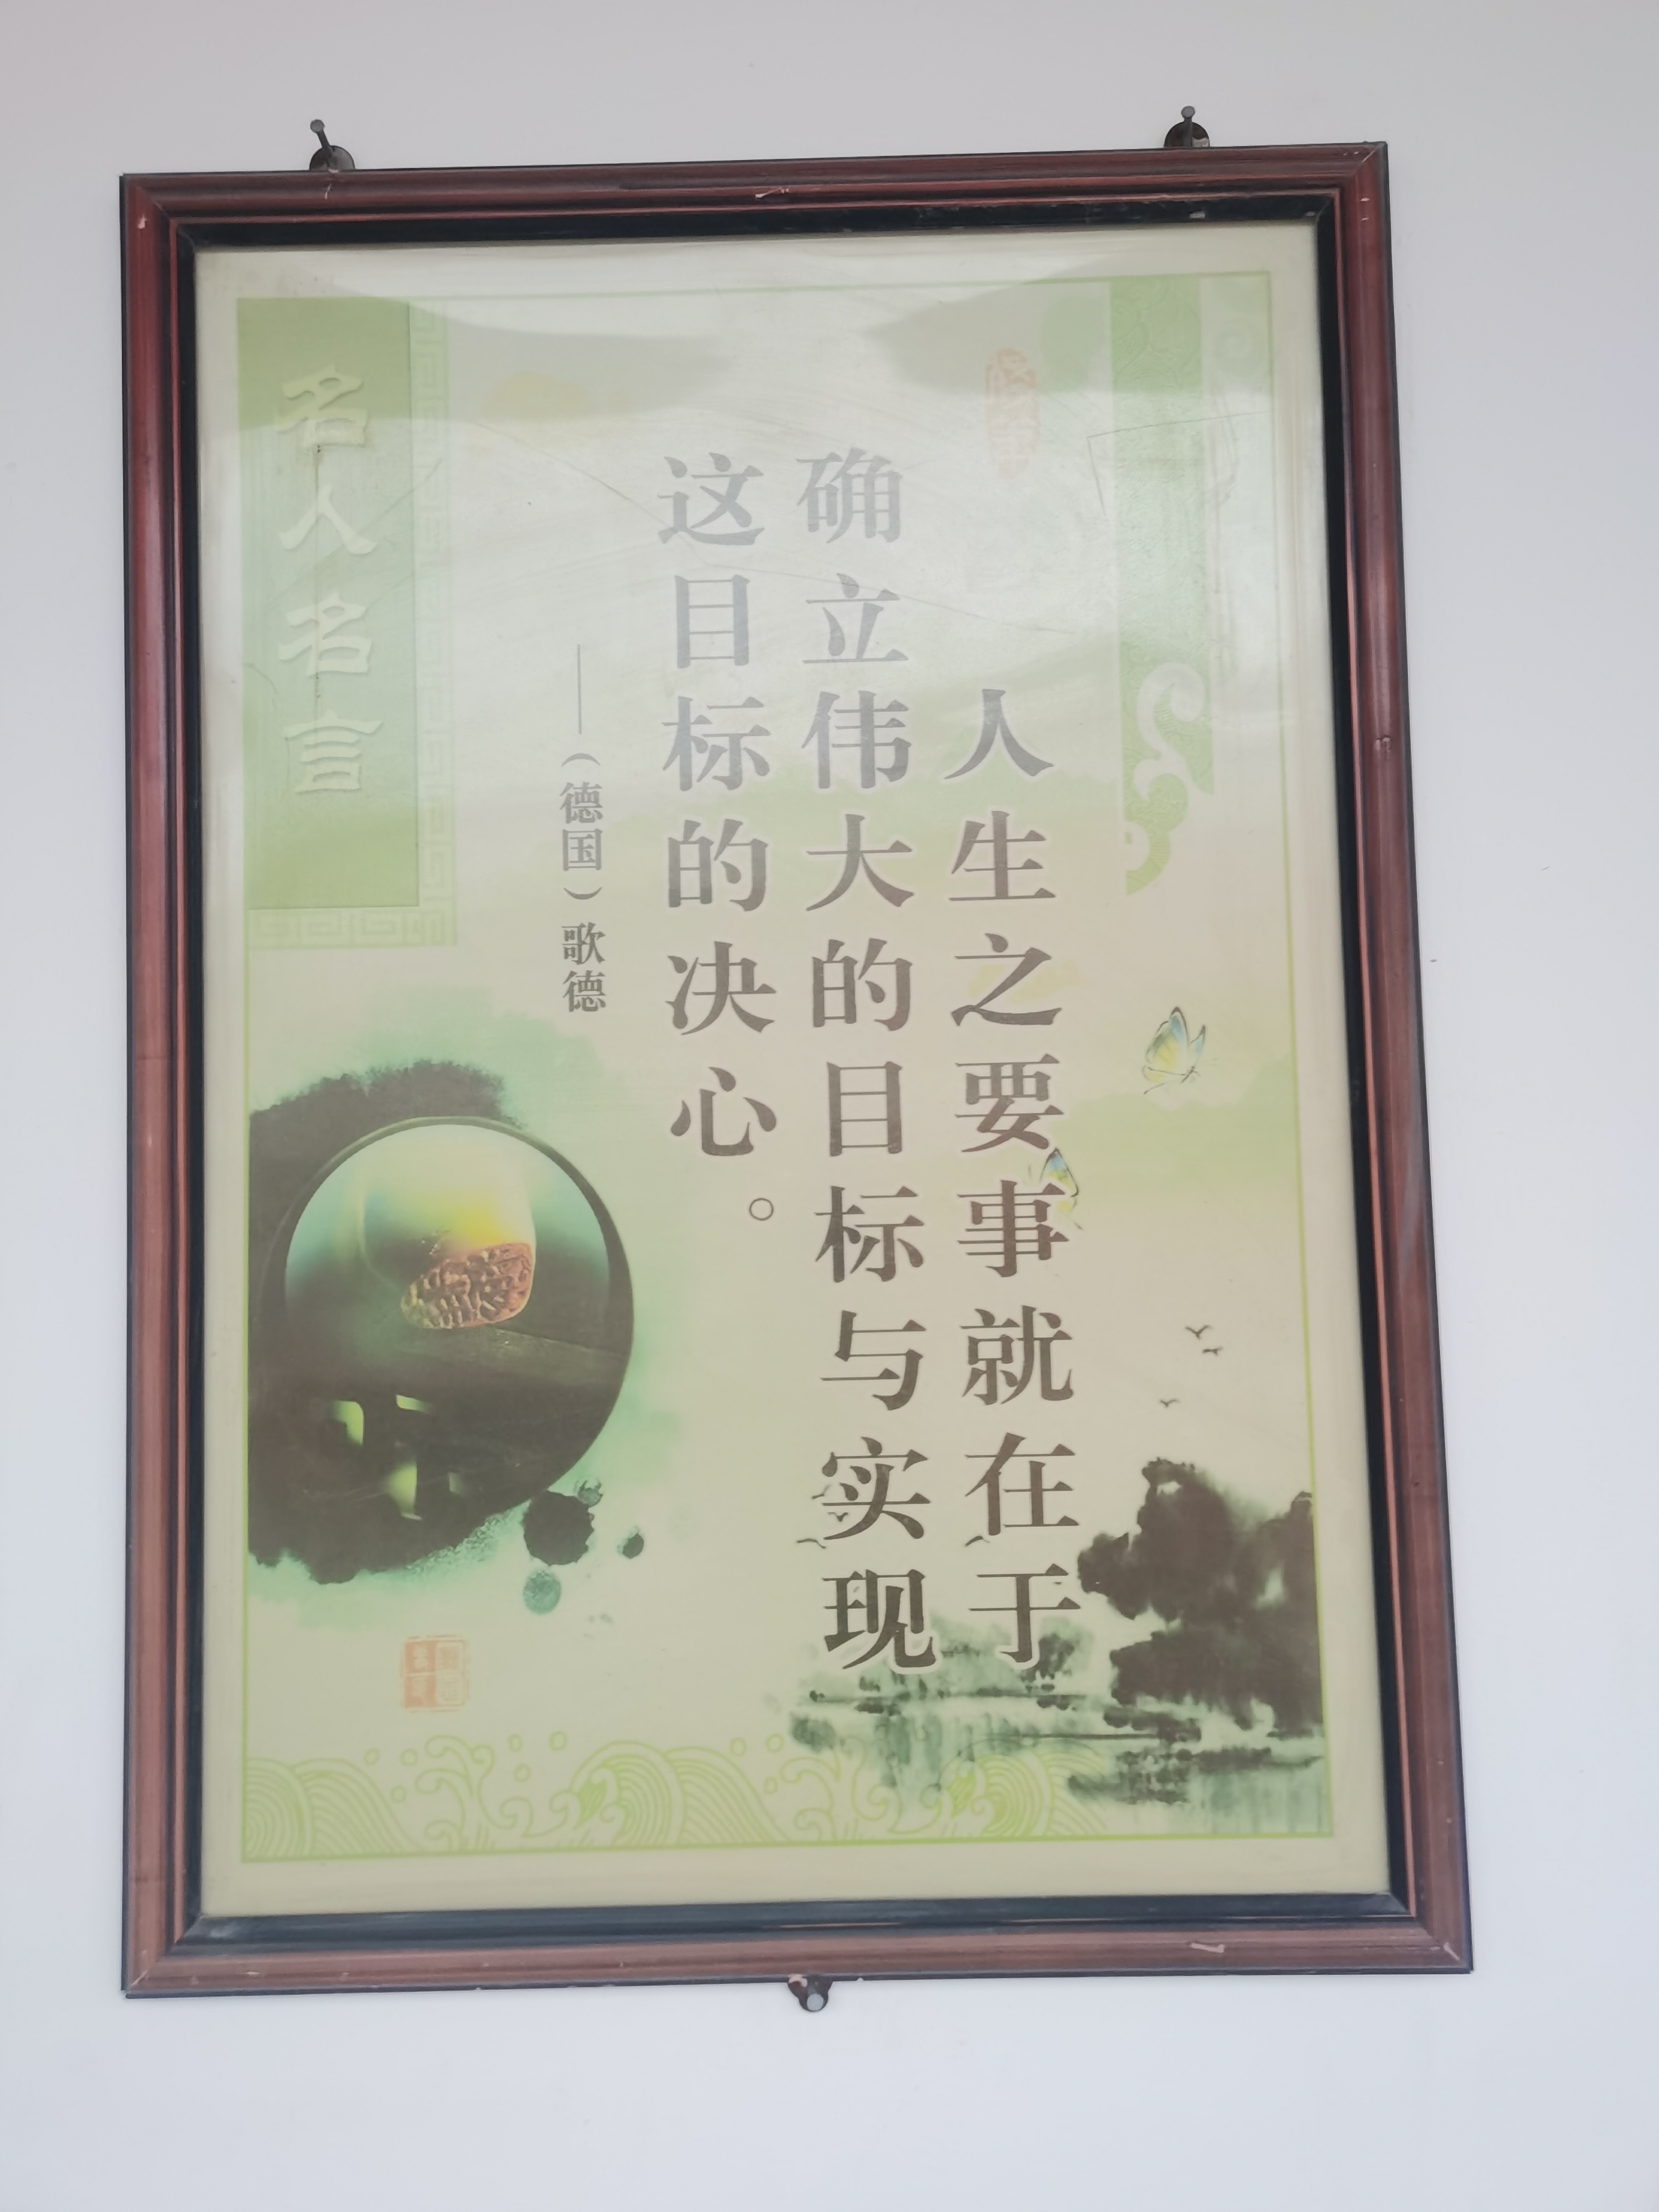 人生之要事就在于
确立伟大的目标与实现
这目标的决心。
——（德国）歌德
名人名言